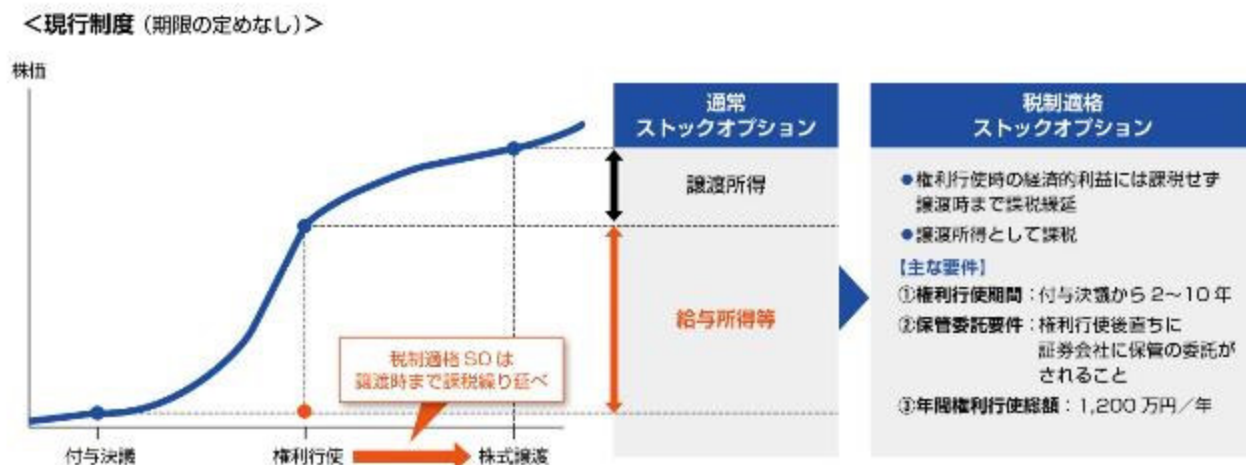 ＜現行制度（期限の定めなし）＞
株価
付与決議
権利行使
株式譲渡
税制適格SOは
譲渡時まで課税繰り延べ
通常
ストックオプション
譲渡所得
給与所得等
税制適格
ストックオプション
●権利行使時の経済的利益には課税せず
譲渡時まで課税繰延
●譲渡所得として課税
【主な要件】
①権利行使期間：付与決議から2～10年
②保管委託要件：権利行使後直ちに
証券会社に保管の委託が
されること
③年間権利行使総額：1,200万円／年